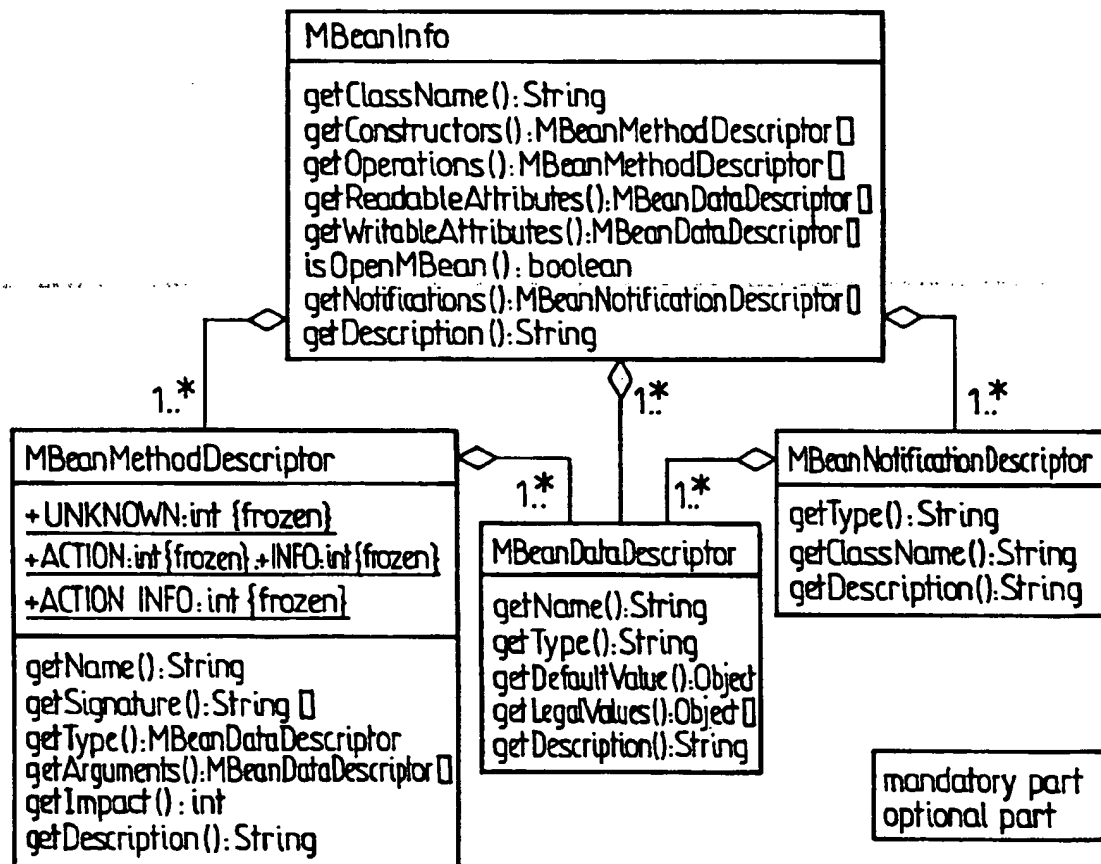 MBeanInfo
getClassName():String
getConstructors():MBeanMethodDescriptor[]
getOperations():MBeanMethodDescriptor[]
getReadableAttributes():MBeanDataDescriptor[]
getWritableAttributes():MBeanDataDescriptor[]
isOpenMBean():boolean
getNotifications():MBeanNotificationDescriptor[]
getDescription():String
1..*
1..*
1..*
MBeanMethodDescriptor
+UNKNOWN:int {frozen}
+ACTION:int{frozen},+INFO:int{frozen}
+ACTION INFO:int {frozen}
getName():String
getSignature():String []
getType():MBeanDataDescriptor
getArguments():MBeanDataDescriptor[]
getImpact():int
getDescription():String
1..*
1..*
MBeanDataDescriptor
getName():String
getType():String
getDefaultValue():Object
getLegalValues():Object[]
getDescription():String
MBeanNotificationDescriptor
getType():String
getClassName():String
getDescription():String
mandatory part
optional part